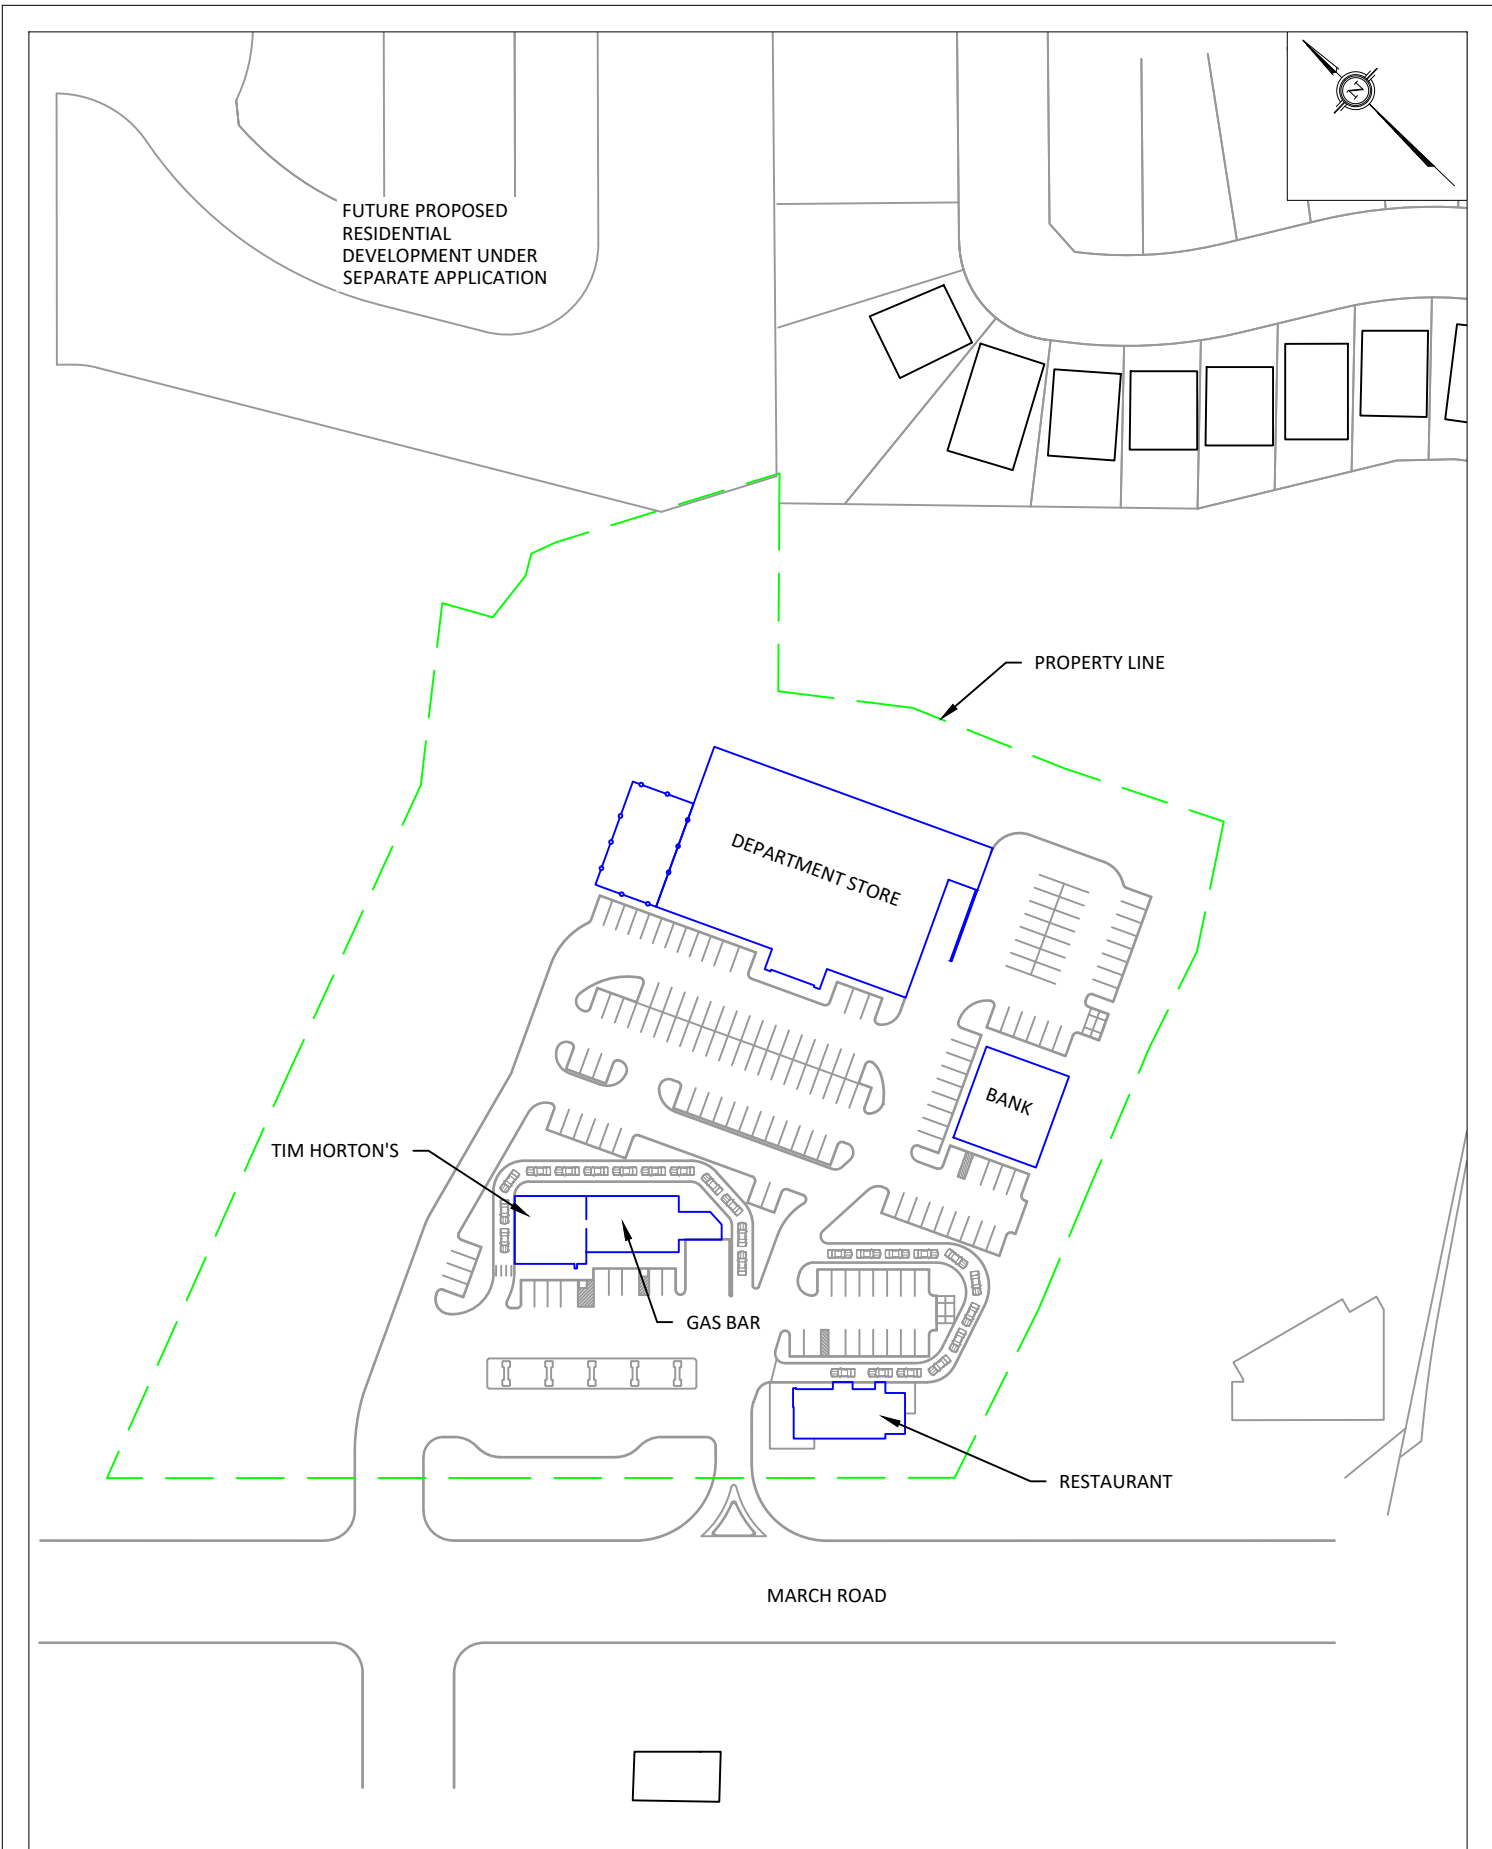 N
FUTURE PROPOSED
RESIDENTIAL
DEVELOPMENT UNDER
SEPARATE APPLICATION
PROPERTY LINE
DEPARTMENT STORE
BANK
TIM HORTON'S
GAS BAR
RESTAURANT
MARCH ROAD